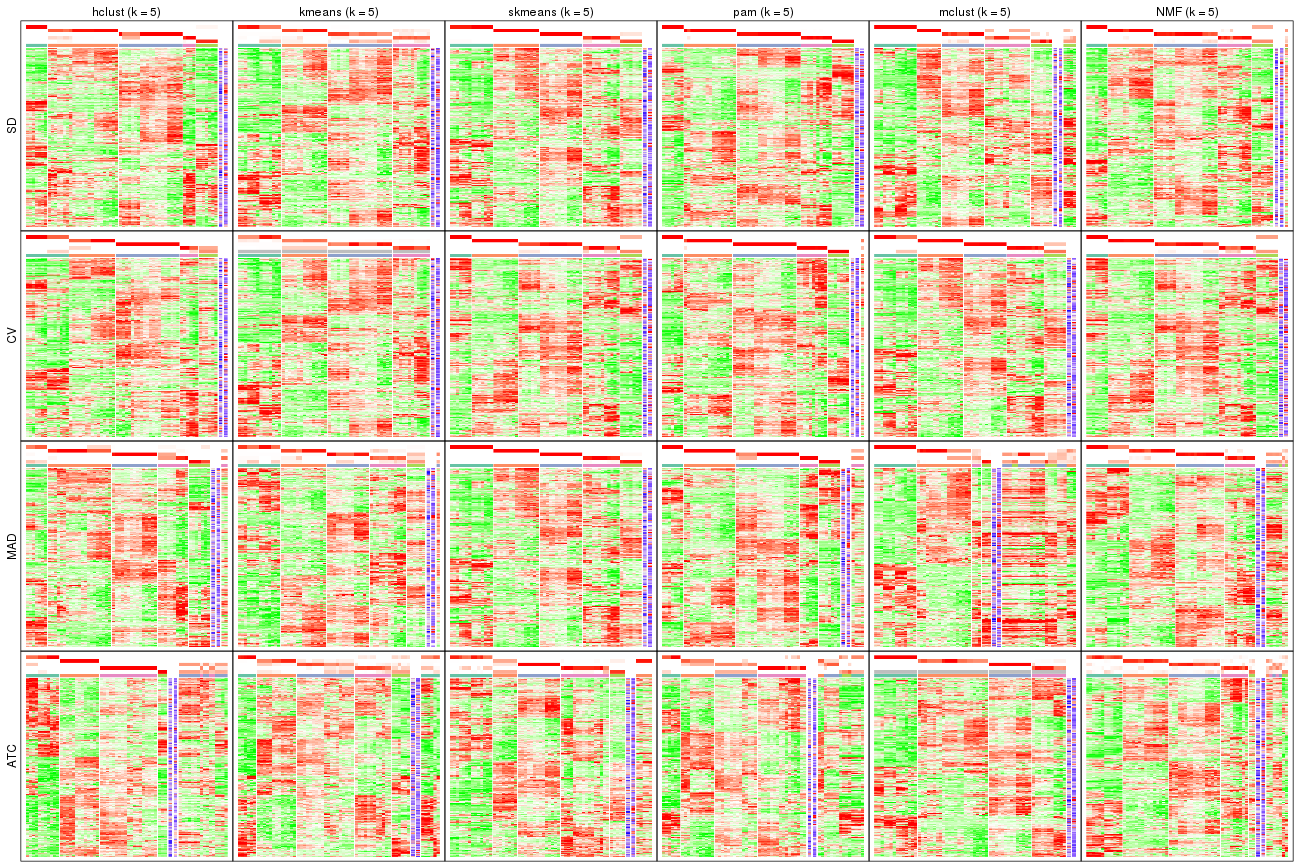 hclust (k = 5)
kmeans (k = 5)
skmeans (k = 5)
pam (k = 5)
mclust (k = 5)
NMF (k = 5)
SD
CV
MAD
ATC